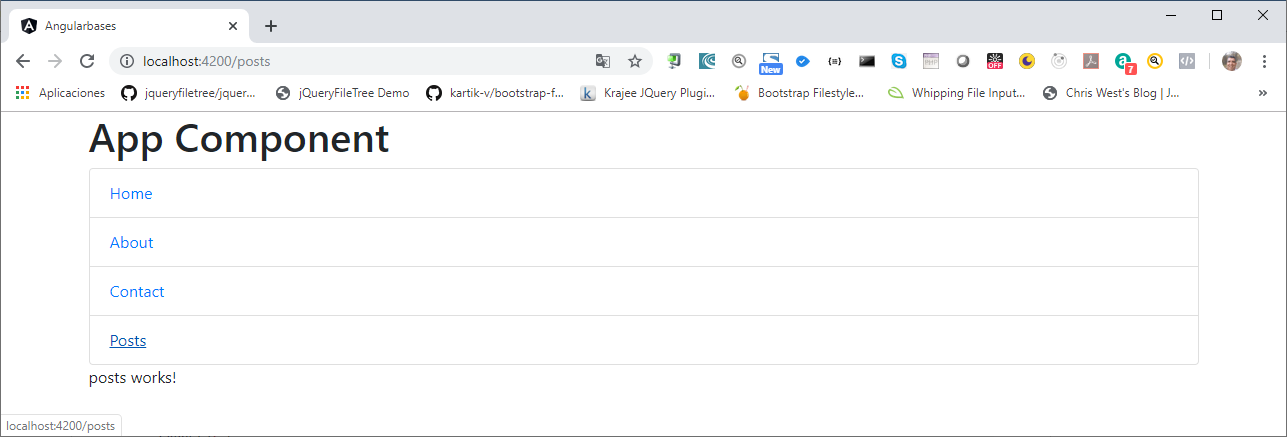 Angularbases
localhost:4200/posts
New
OFF
7
Aplicaciones jqueryfiletree/jquer... jQueryFileTree Demo kartik-v/bootstrap-f... Krajee JQuery Plugi... Bootstrap Filestyle... Whipping File Input... Chris West's Blog | J...
App Component
Home
About
Contact
Posts
posts works!
localhost:4200/posts